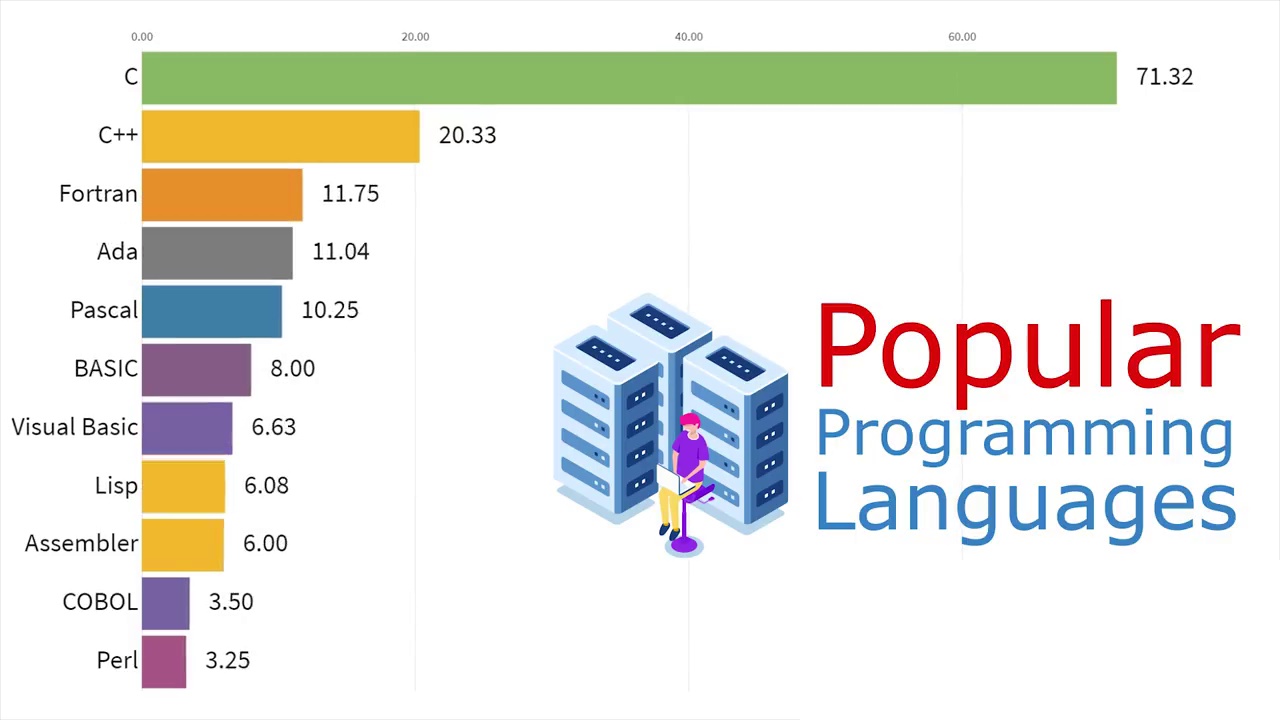 0.00 20.00 40.00 60.00
C 71.32
C++ 20.33
Fortran 11.75
Ada 11.04
Pascal 10.25
BASIC 8.00
Visual Basic 6.63
Lisp 6.08
Assembler 6.00
COBOL 3.50
Perl 3.25
Popular
Programming
Languages